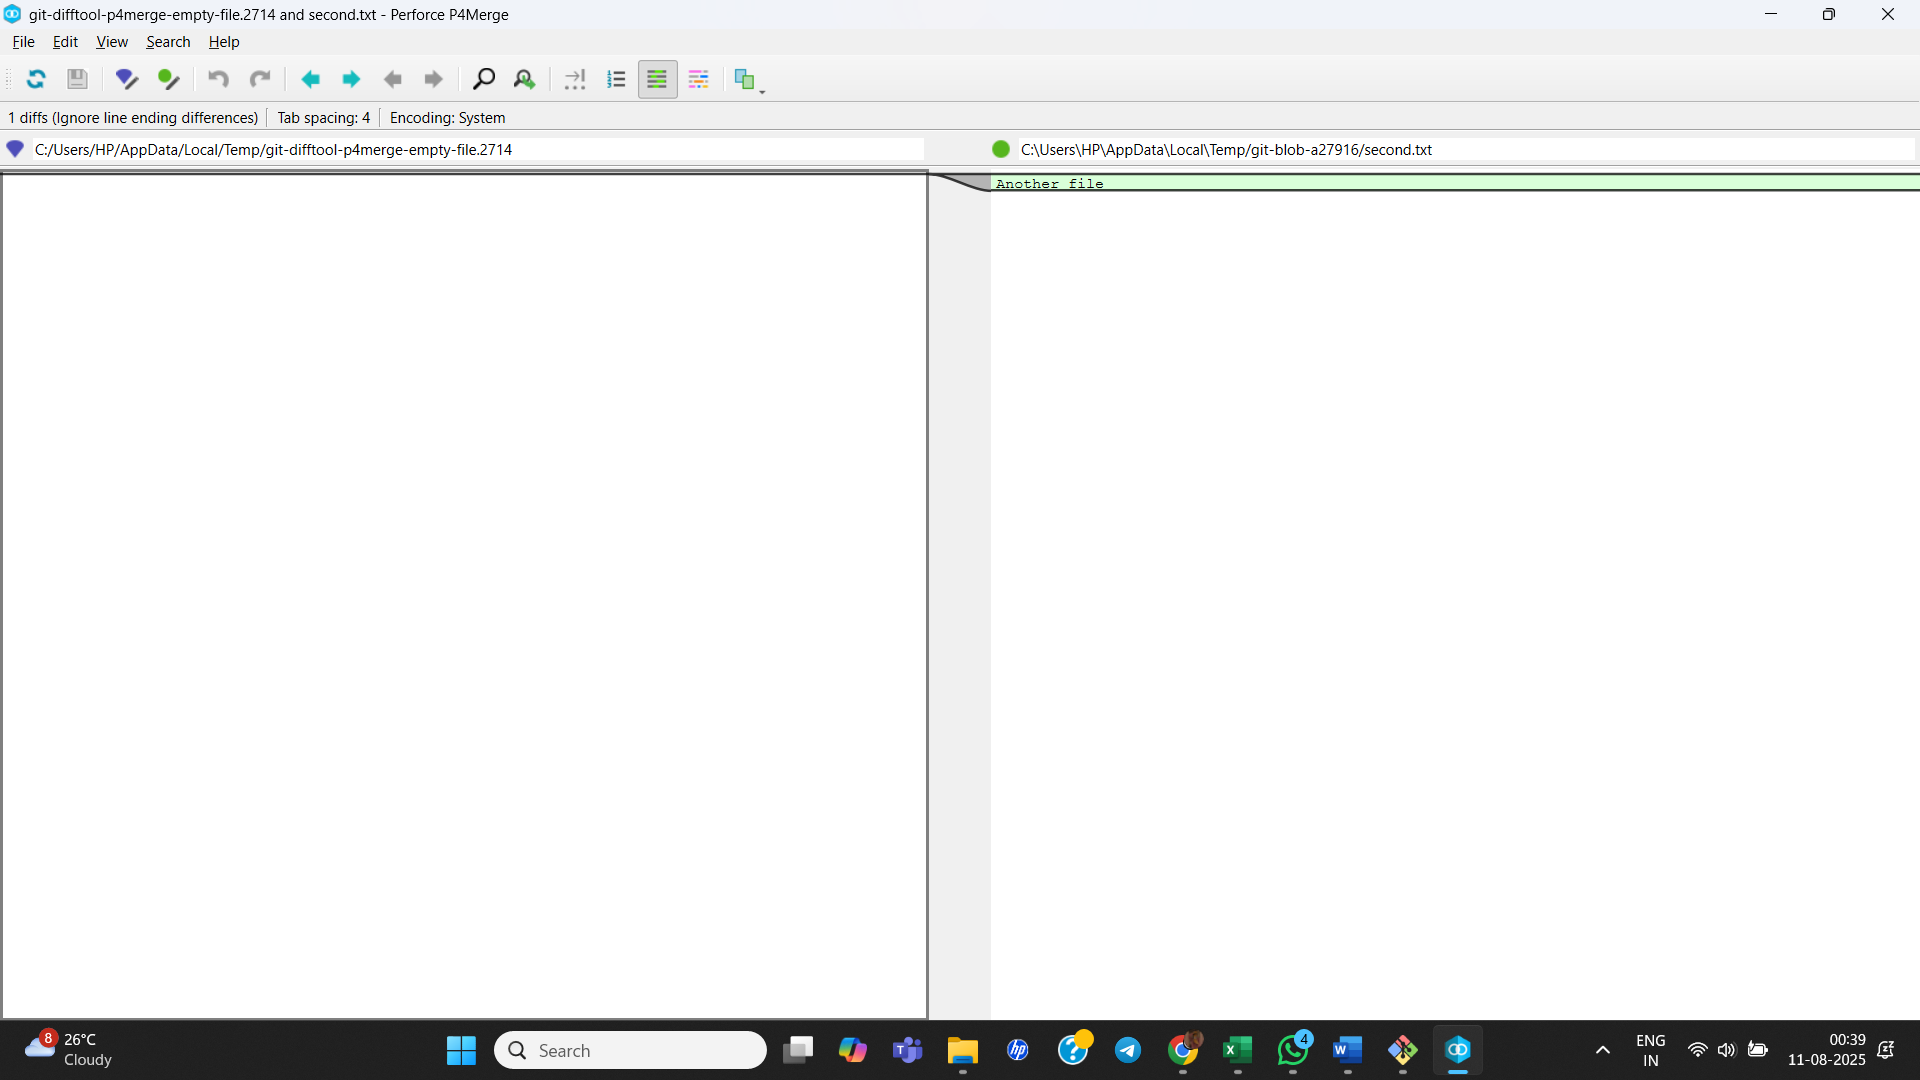 git-difftool-p4merge-empty-file.2714 and second.txt - Perforce P4Merge
File Edit View Search Help
1 diffs (Ignore line ending differences) Tab spacing: 4 Encoding: System
C:/Users/HP/AppData/Local/Temp/git-difftool-p4merge-empty-file.2714
C:\Users\HP\AppData\Local\Temp/git-blob-a27916/second.txt
Another file
8
26°C
Cloudy
Search
T
hp
?
X
4
W
ENG
IN
00:39
11-08-2025